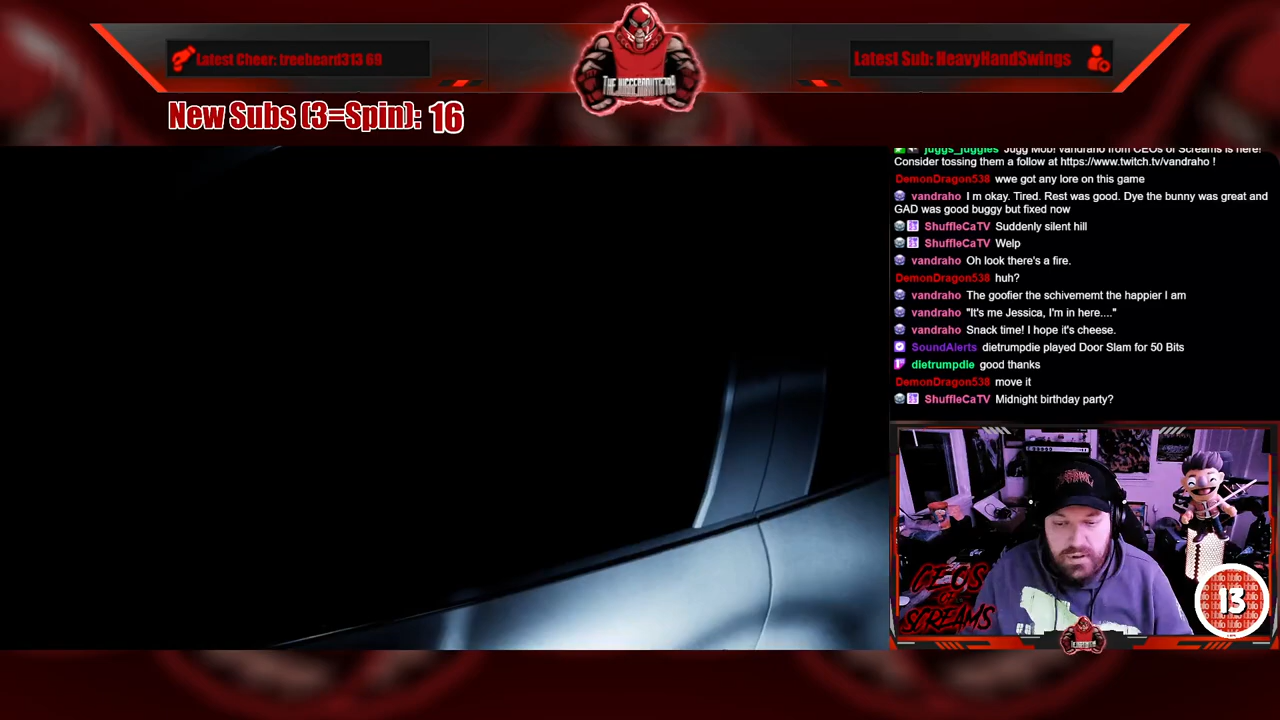 Latest Cheer: treebeard313 69
Latest Sub: HeavyHandSwings
New Subs (3=Spin): 16
juggs_juggles Jugg Mob! vandraho from CEOs of Screams is here!
Consider tossing them a follow at https://www.twitch.tv/vandraho !
DemonDragon538 wwe got any lore on this game
vandraho I m okay. Tired. Rest was good. Dye the bunny was great and
GAD was good buggy but fixed now
ShuffleCaTV Suddenly silent hill
ShuffleCaTV Welp
vandraho Oh look there's a fire.
DemonDragon538 huh?
vandraho The goofier the schivememt the happier I am
vandraho "It's me Jessica, I'm in here...."
vandraho Snack time! I hope it's cheese.
SoundAlerts dietrumpdie played Door Slam for 50 Bits
dietrumpdie good thanks
DemonDragon538 move it
ShuffleCaTV Midnight birthday party?
CEOS
OF
SCREAMS
13